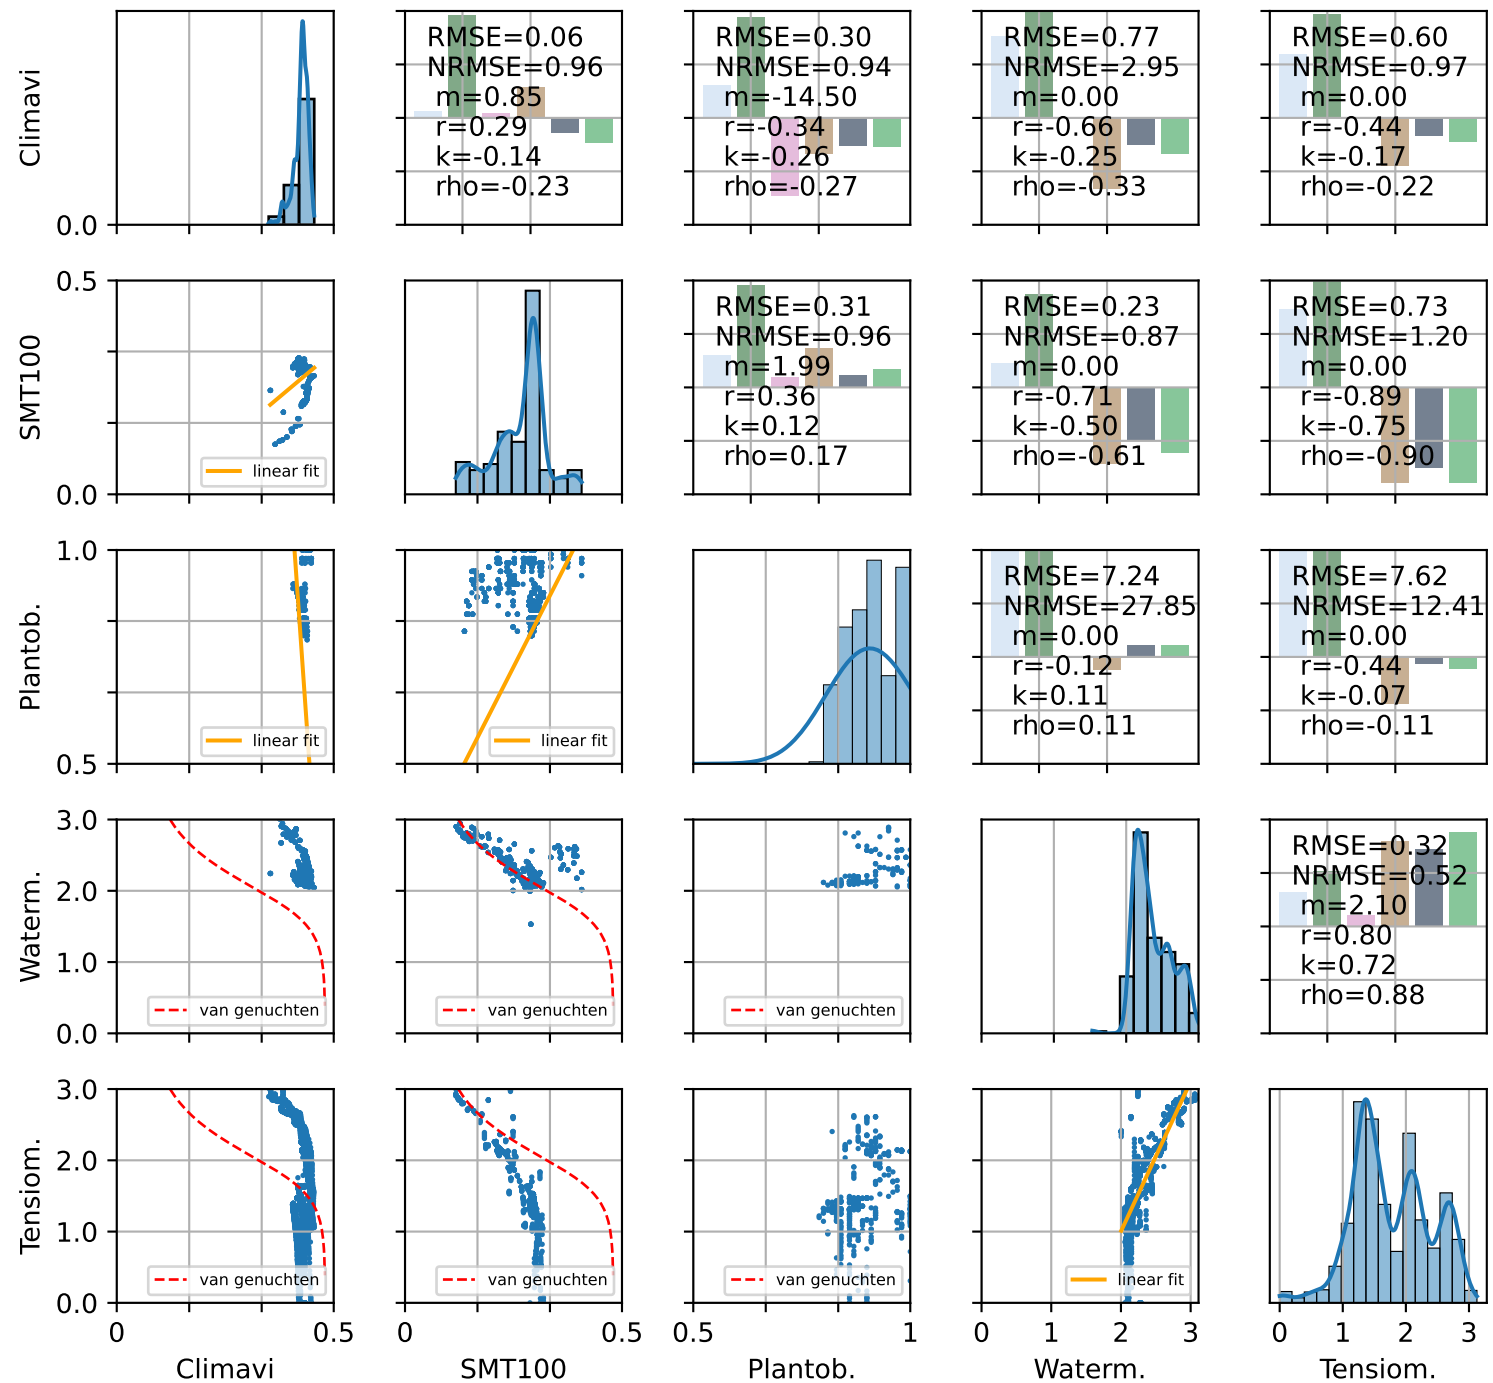 Climavi
0.0
RMSE=0.06
NRMSE=0.96
m=0.85
r=0.29
k=-0.14
rho=-0.23
RMSE=0.30
NRMSE=0.94
m=-14.50
r=-0.34
k=-0.26
rho=-0.27
RMSE=0.77
NRMSE=2.95
m=0.00
r=-0.66
k=-0.25
rho=-0.33
RMSE=0.60
NRMSE=0.97
m=0.00
r=-0.44
k=-0.17
rho=-0.22
SMT100
0.5
0.0
linear fit
RMSE=0.31
NRMSE=0.96
m=1.99
r=0.36
k=0.12
rho=0.17
RMSE=0.23
NRMSE=0.87
m=0.00
r=-0.71
k=-0.50
rho=-0.61
RMSE=0.73
NRMSE=1.20
m=0.00
r=-0.89
k=-0.75
rho=-0.90
Plantob.
1.0
0.5
linear fit
linear fit
RMSE=7.24
NRMSE=27.85
m=0.00
r=-0.12
k=0.11
rho=0.11
RMSE=7.62
NRMSE=12.41
m=0.00
r=-0.44
k=-0.07
rho=-0.11
Waterm.
3.0
2.0
1.0
0.0
van genuchten
van genuchten
van genuchten
RMSE=0.32
NRMSE=0.52
m=2.10
r=0.80
k=0.72
rho=0.88
Tensiom.
3.0
2.0
1.0
0.0
van genuchten
van genuchten
van genuchten
linear fit
0 0.5
0 0.5
0.5 1
0 2 3
0 1 2 3
Climavi
SMT100
Plantob.
Waterm.
Tensiom.